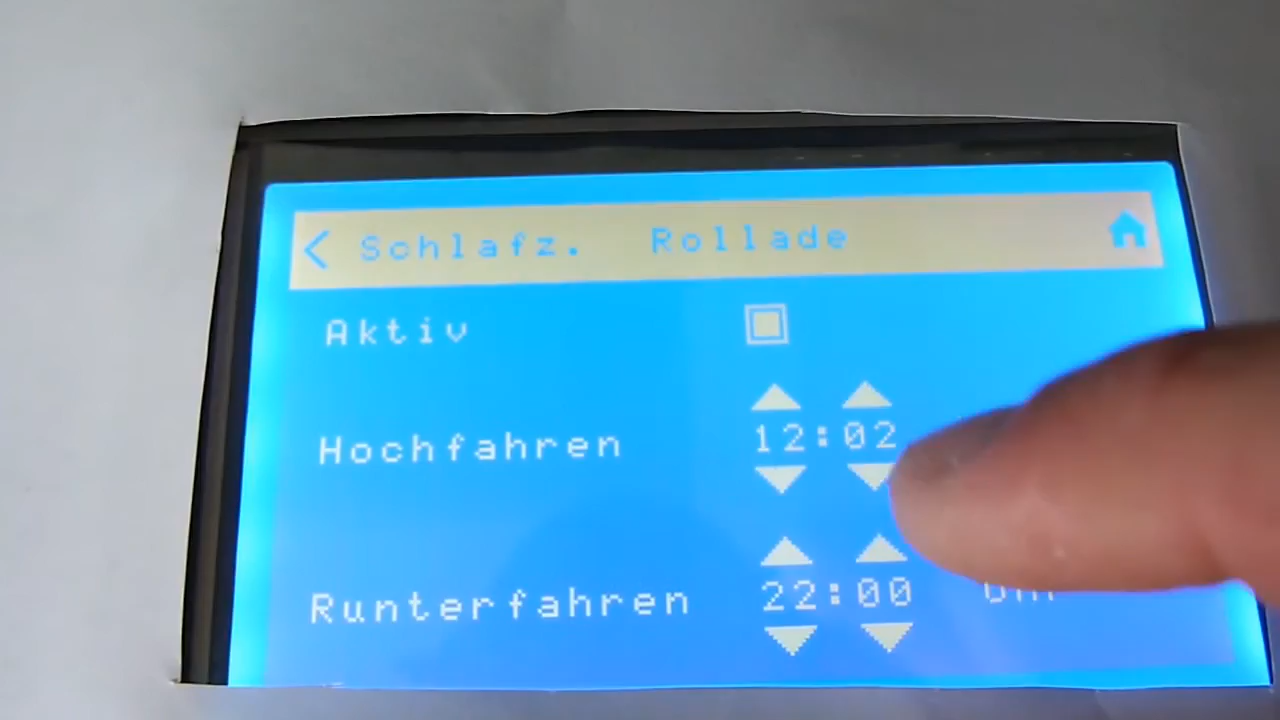 Schlafz. Rollade
Aktiv
Hochfahren 12:02
Runterfahren 22:00